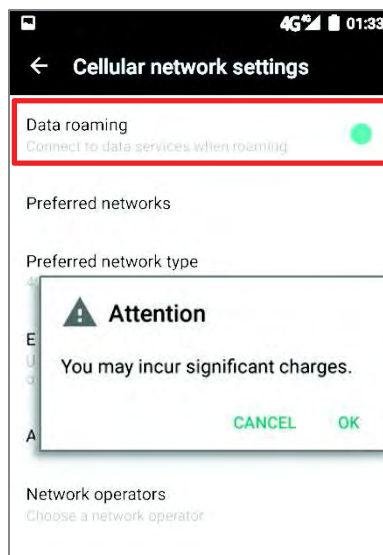 4G 4G 01:33
Cellular network settings
Data roaming
Connect to data services when roaming
Preferred networks
Preferred network type
Attention
E
You may incur significant charges.
CANCEL OK
A
Network operators
Choose a network operator